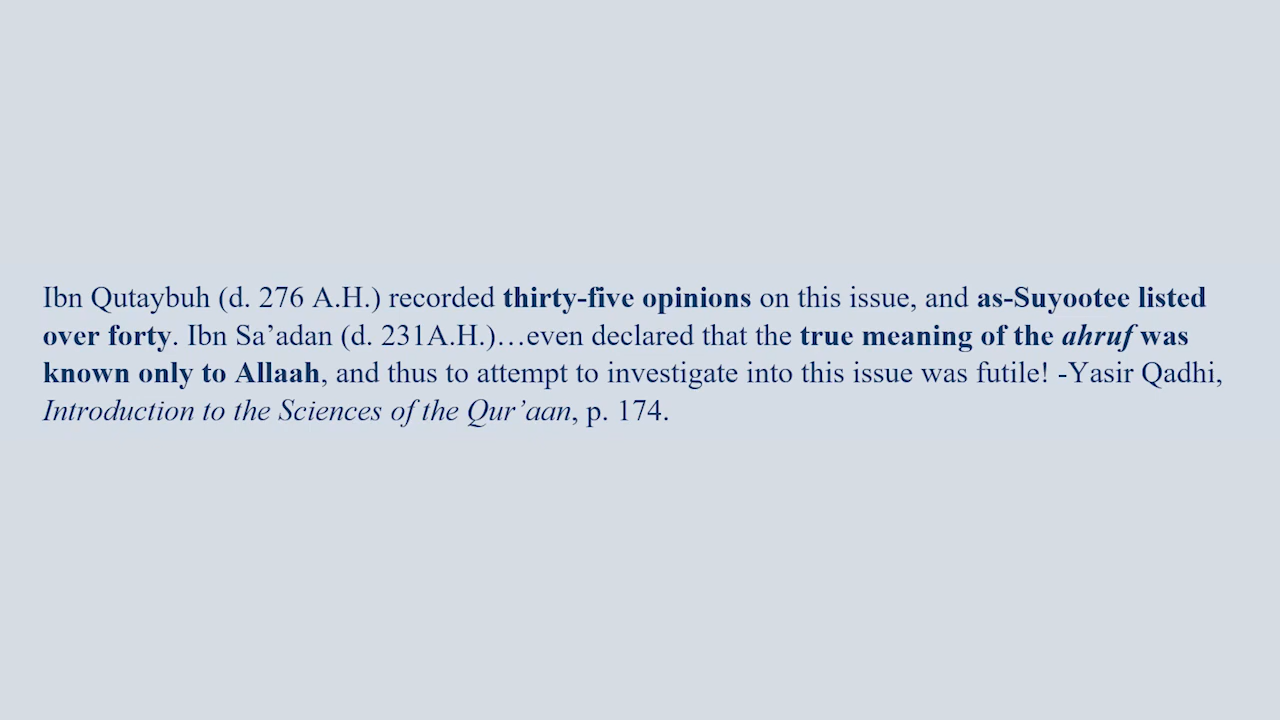 Ibn Qutaybuh (d. 276 A.H.) recorded thirty-five opinions on this issue, and as-Suyootee listed
over forty. Ibn Sa’adan (d. 231A.H.)…even declared that the true meaning of the ahruf was
known only to Allaah, and thus to attempt to investigate into this issue was futile! -Yasir Qadhi,
Introduction to the Sciences of the Qur’aan, p. 174.